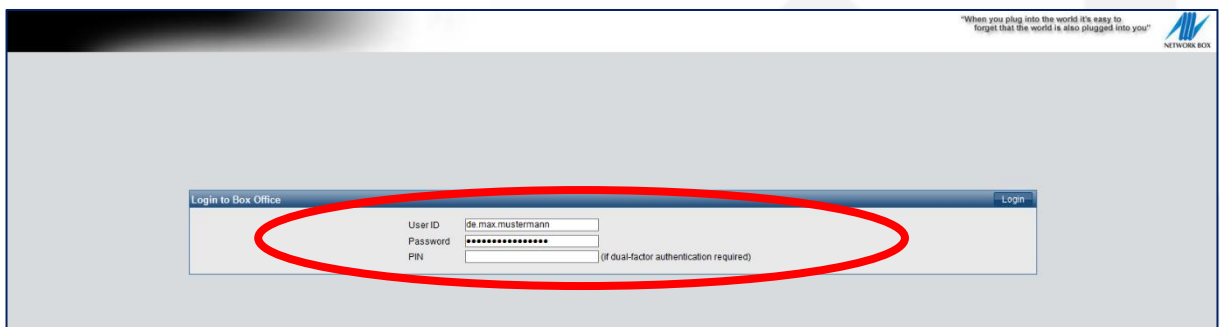 "When you plug into the world it's easy to
forget that the world is also plugged into you"
NETWORK BOX
Login to Box Office
Login
User ID de.max.mustermann
Password ••••••••••••••••
PIN (if dual-factor authentication required)